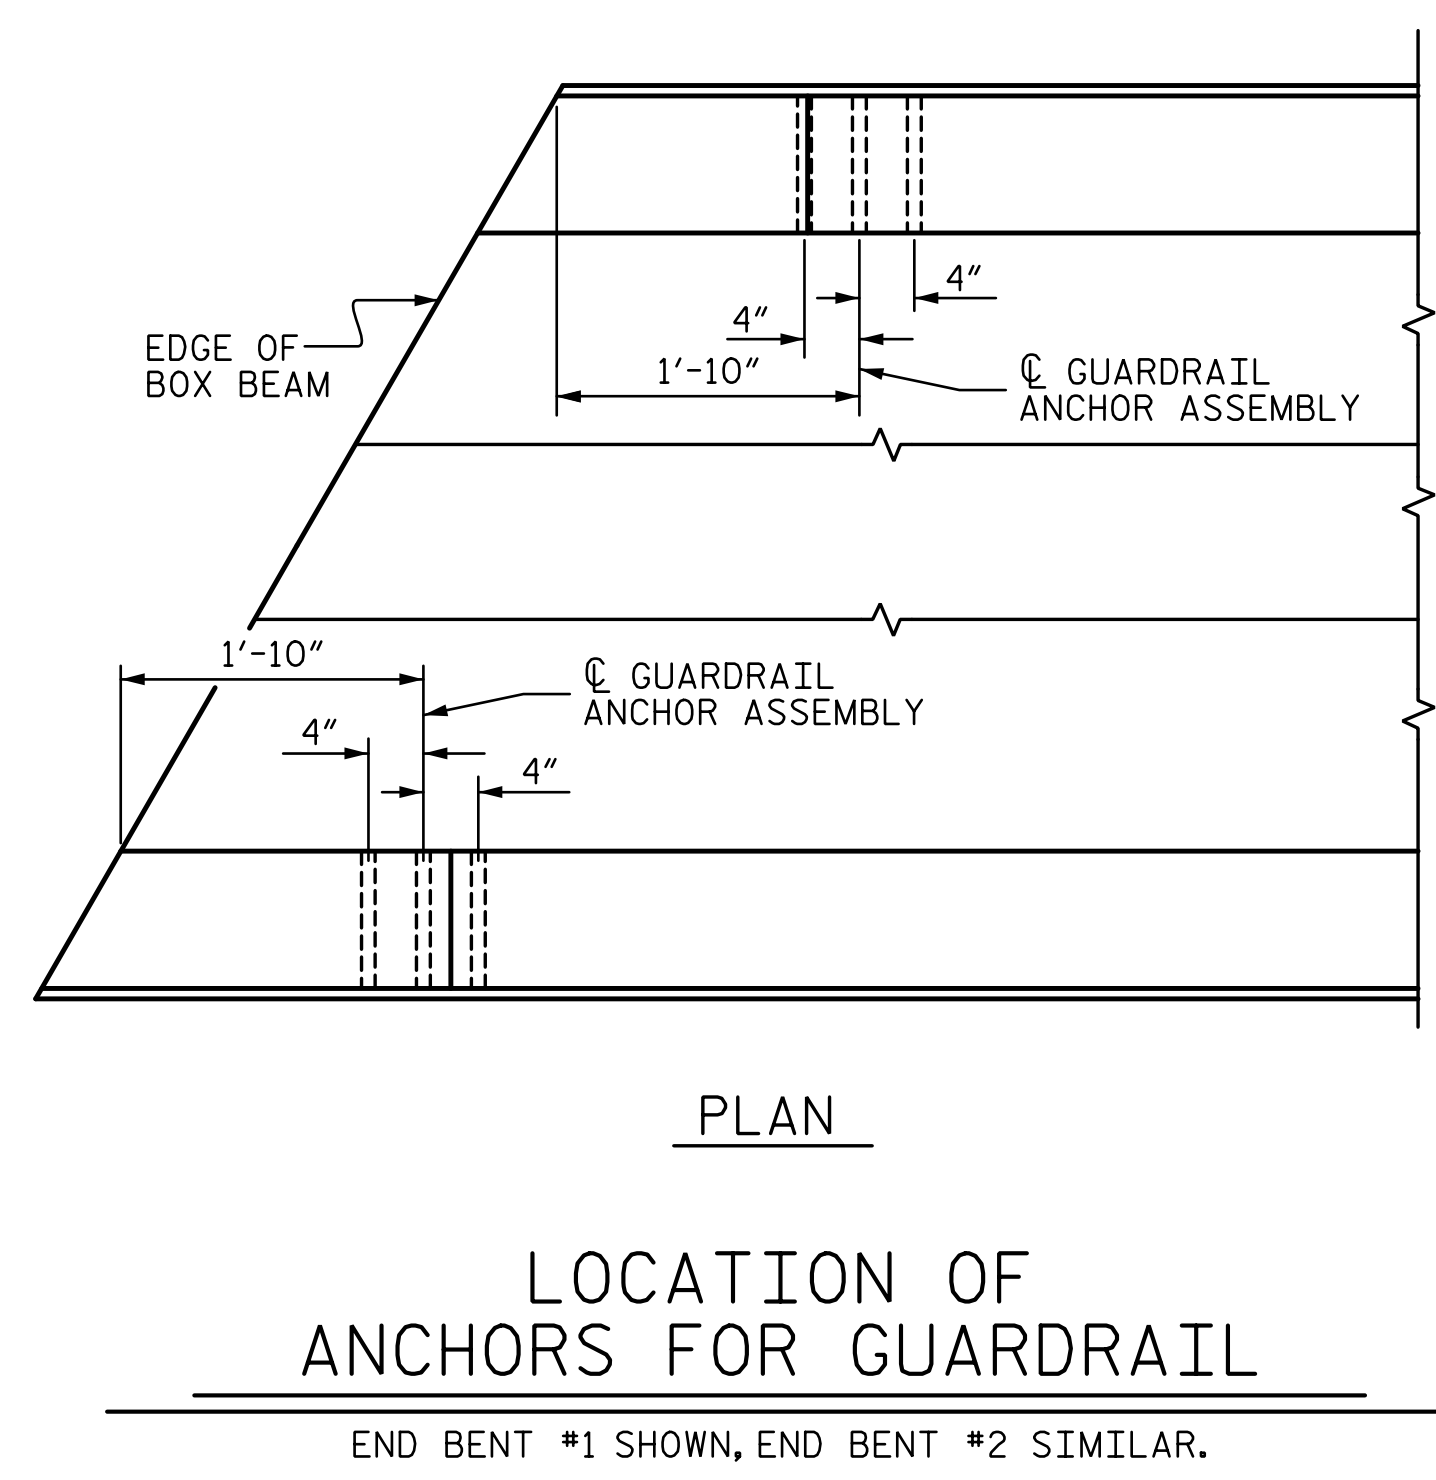 4"
4"
1'-10"
EDGE OF
BOX BEAM
℄ GUARDRAIL
ANCHOR ASSEMBLY
1'-10"
℄ GUARDRAIL
ANCHOR ASSEMBLY
4"
4"
PLAN
LOCATION OF
ANCHORS FOR GUARDRAIL
END BENT #1 SHOWN, END BENT #2 SIMILAR.